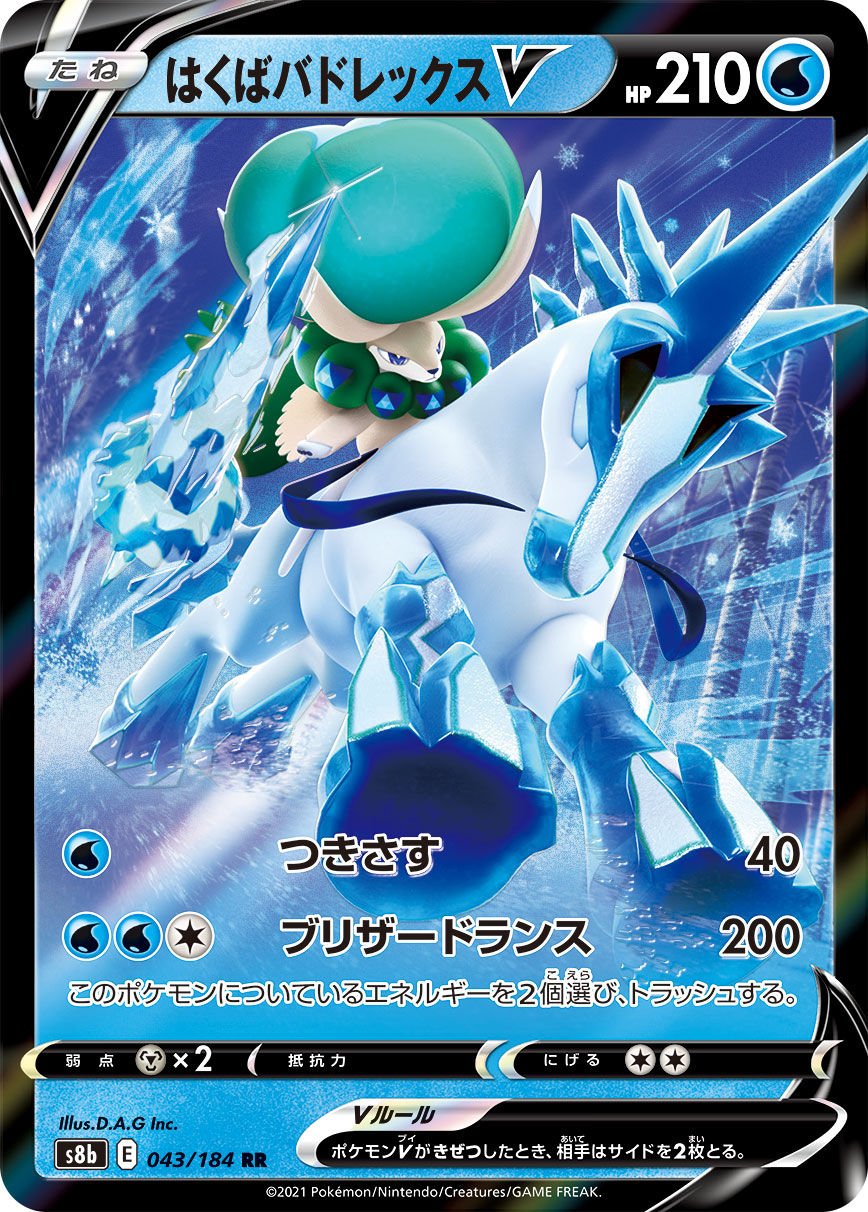 たね はくばバドレックスV HP210
つきさす 40
ブリザードランス 200
このポケモンについているエネルギーを2個選び、トラッシュする。
弱点 ×2 抵抗力 にげる
Illus.D.A.G Inc.
Vルール
ポケモンVがきぜつしたとき、相手はサイドを2枚とる。
s8b E 043/184 RR
©2021 Pokémon/Nintendo/Creatures/GAME FREAK.